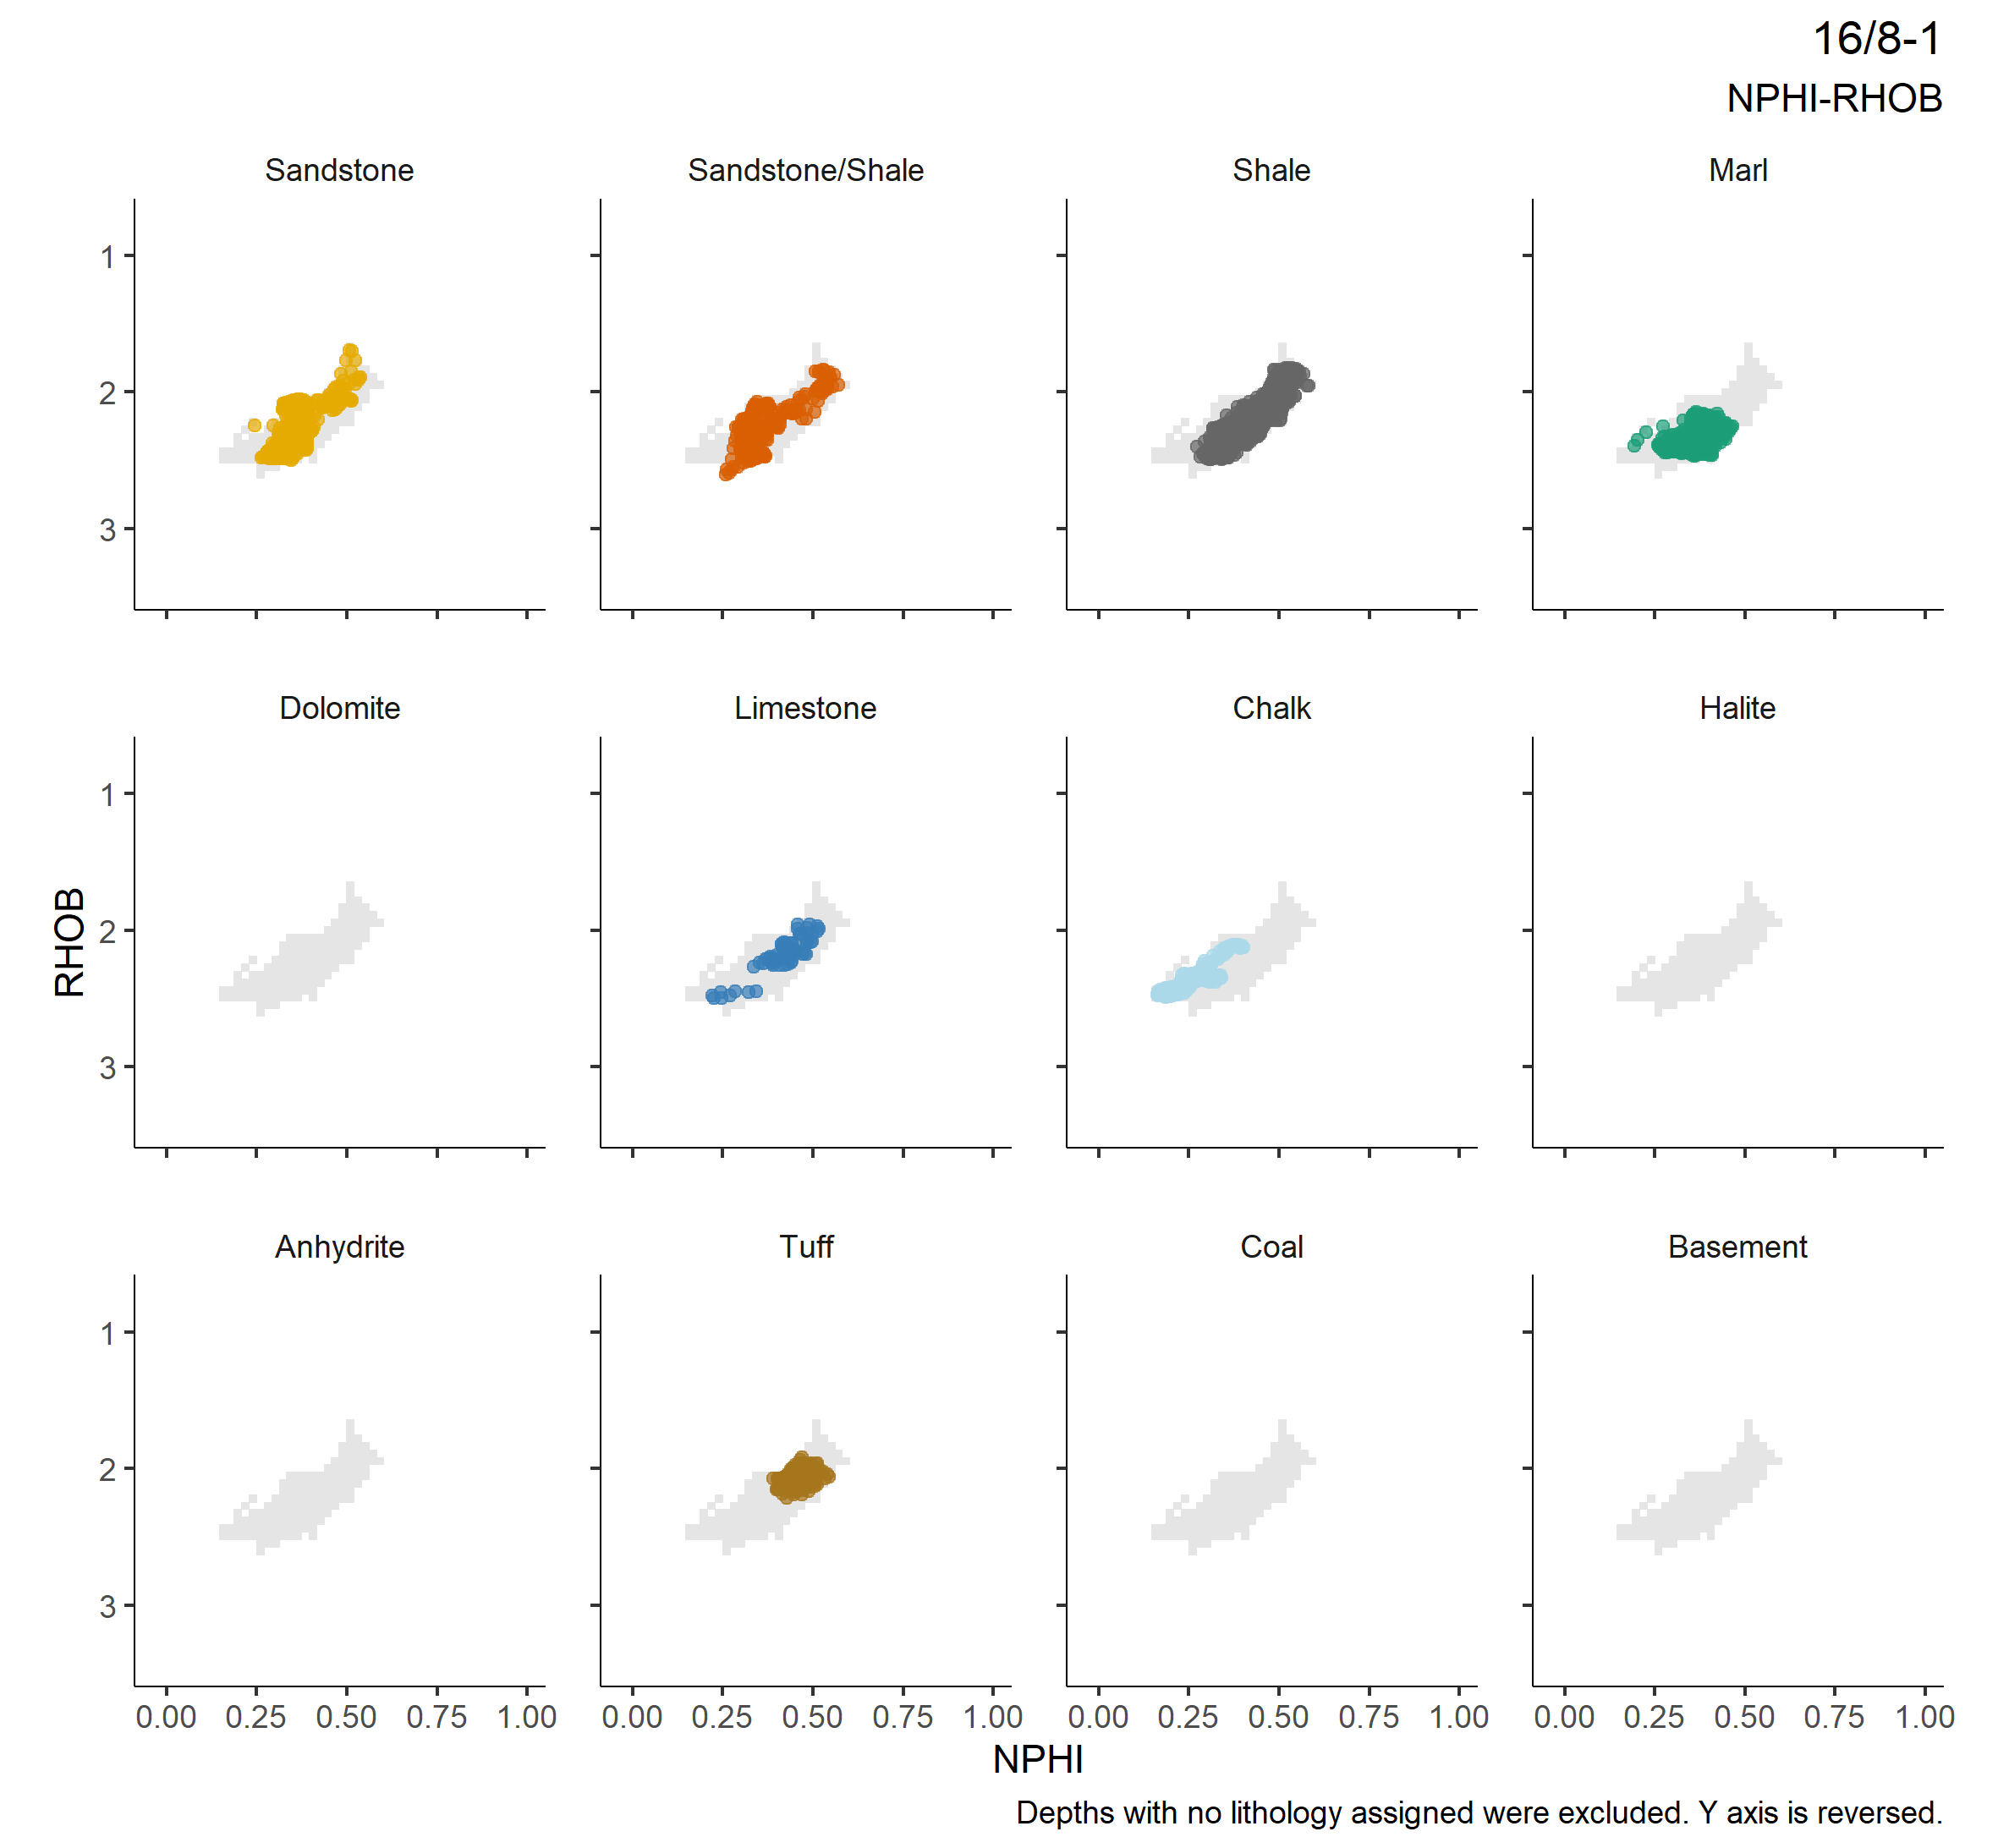 16/8-1
NPHI-RHOB
Sandstone Sandstone/Shale Shale Marl
1
2
3
Dolomite Limestone Chalk Halite
1
2
3
RHOB
Anhydrite Tuff Coal Basement
1
2
3
0.00 0.25 0.50 0.75 1.00 0.00 0.25 0.50 0.75 1.00 0.00 0.25 0.50 0.75 1.00 0.00 0.25 0.50 0.75 1.00
NPHI
Depths with no lithology assigned were excluded. Y axis is reversed.